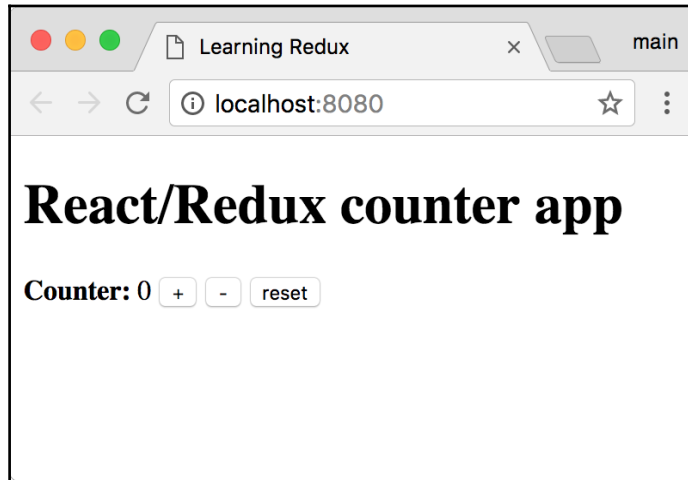 Learning Redux
main
localhost:8080
React/Redux counter app
Counter: 0 + - reset